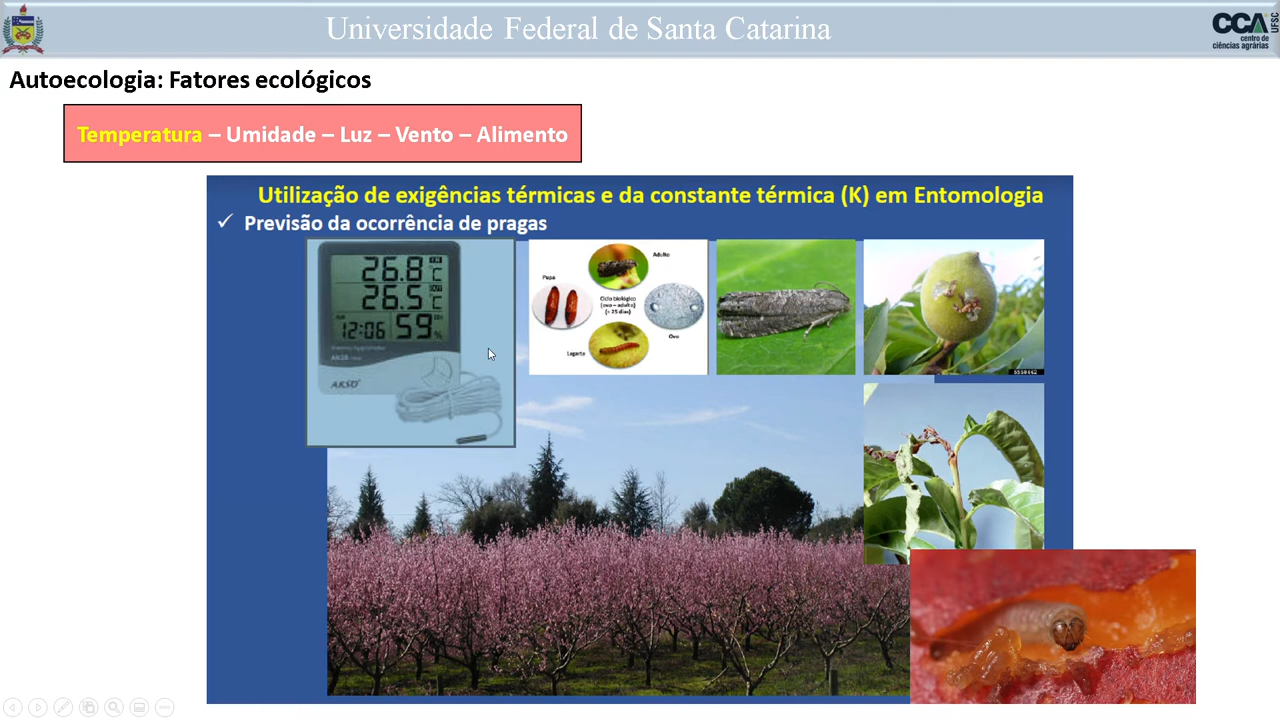 Universidade Federal de Santa Catarina
CCA
UFSC
centro de
ciências agrárias
Autoecologia: Fatores ecológicos
Temperatura – Umidade – Luz – Vento – Alimento
Utilização de exigências térmicas e da constante térmica (K) em Entomologia
✓ Previsão da ocorrência de pragas
26.8 °C
26.5 °C
12:06 59 %
AKSO
Adulto
Pupa
Ciclo biológico
(ovo – adulto)
Ovo
Lagarta